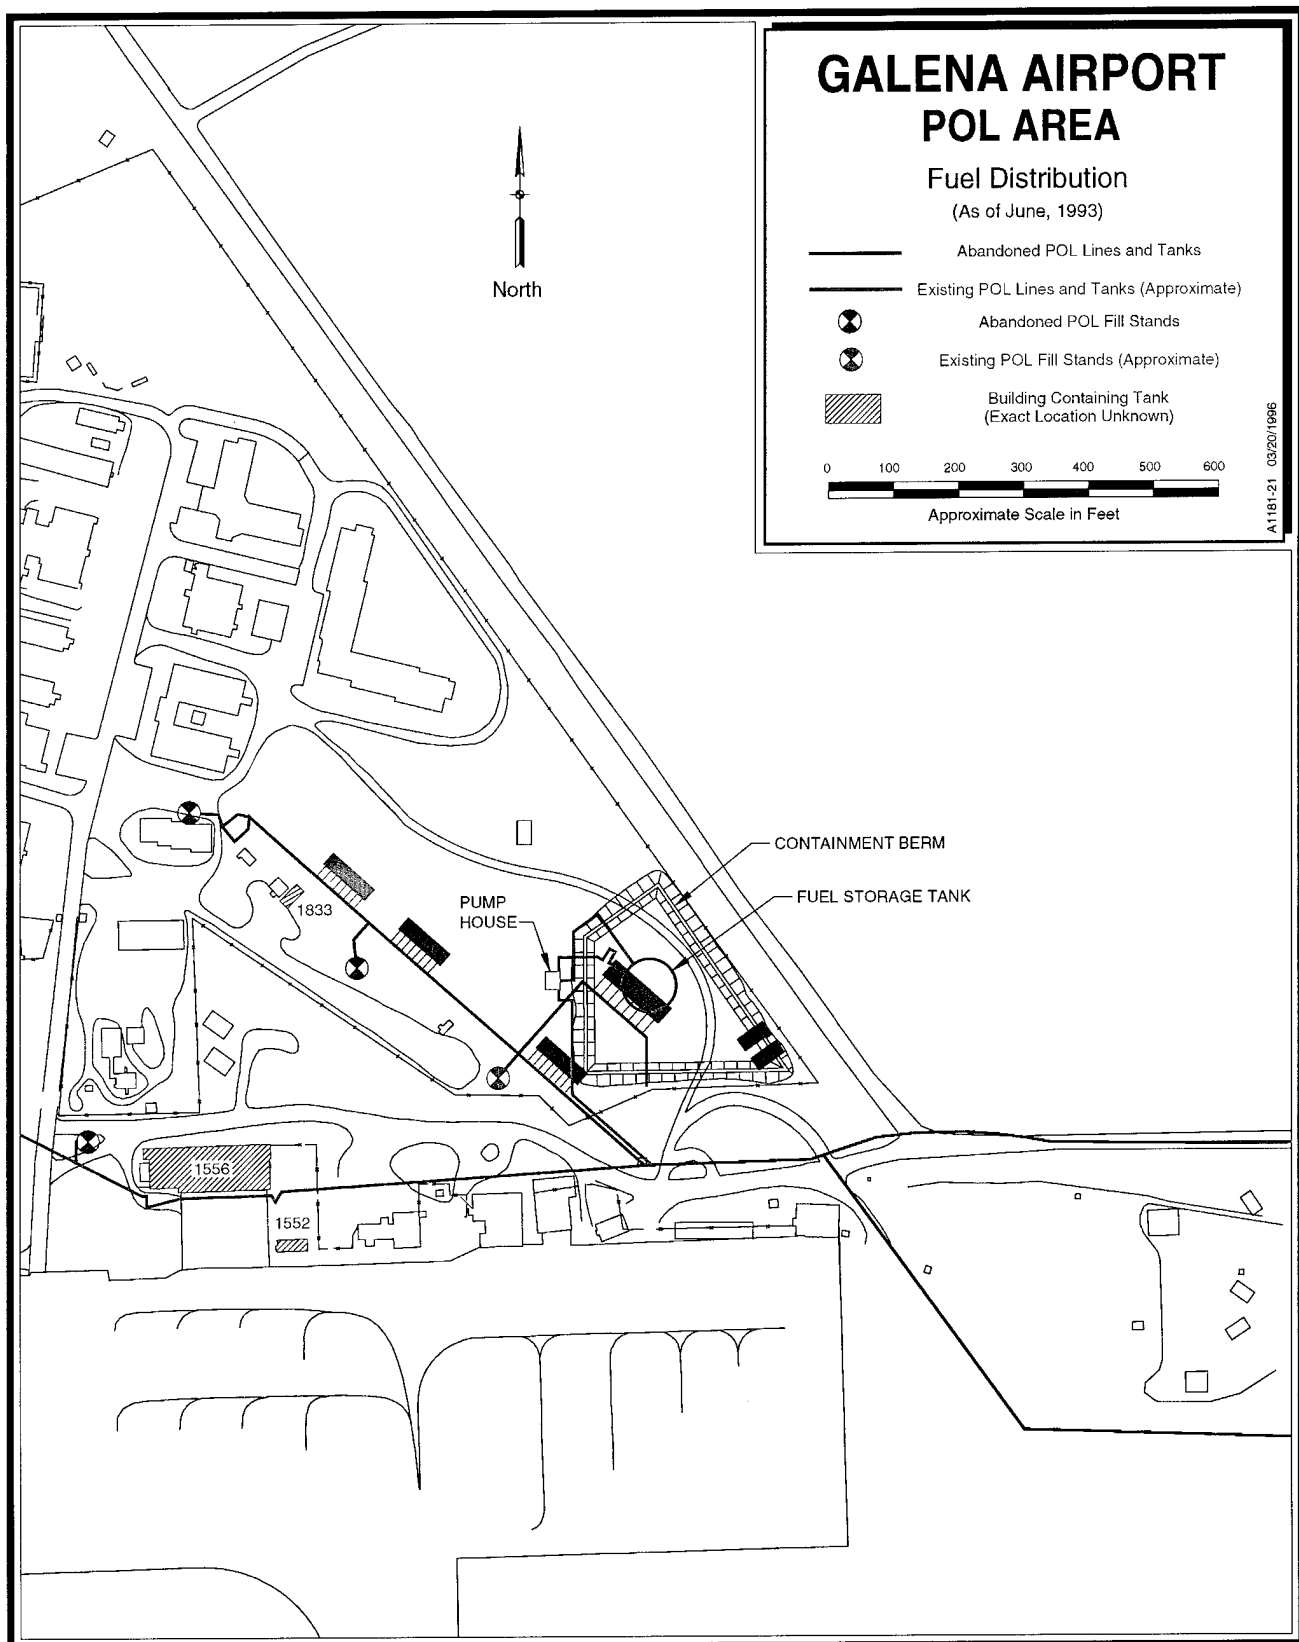 GALENA AIRPORT
POL AREA
Fuel Distribution
(As of June, 1993)
Abandoned POL Lines and Tanks
Existing POL Lines and Tanks (Approximate)
Abandoned POL Fill Stands
Existing POL Fill Stands (Approximate)
Building Containing Tank
(Exact Location Unknown)
0 100 200 300 400 500 600
Approximate Scale in Feet
A1181-21 03/20/1996
North
CONTAINMENT BERM
FUEL STORAGE TANK
PUMP
HOUSE
1833
1556
1552